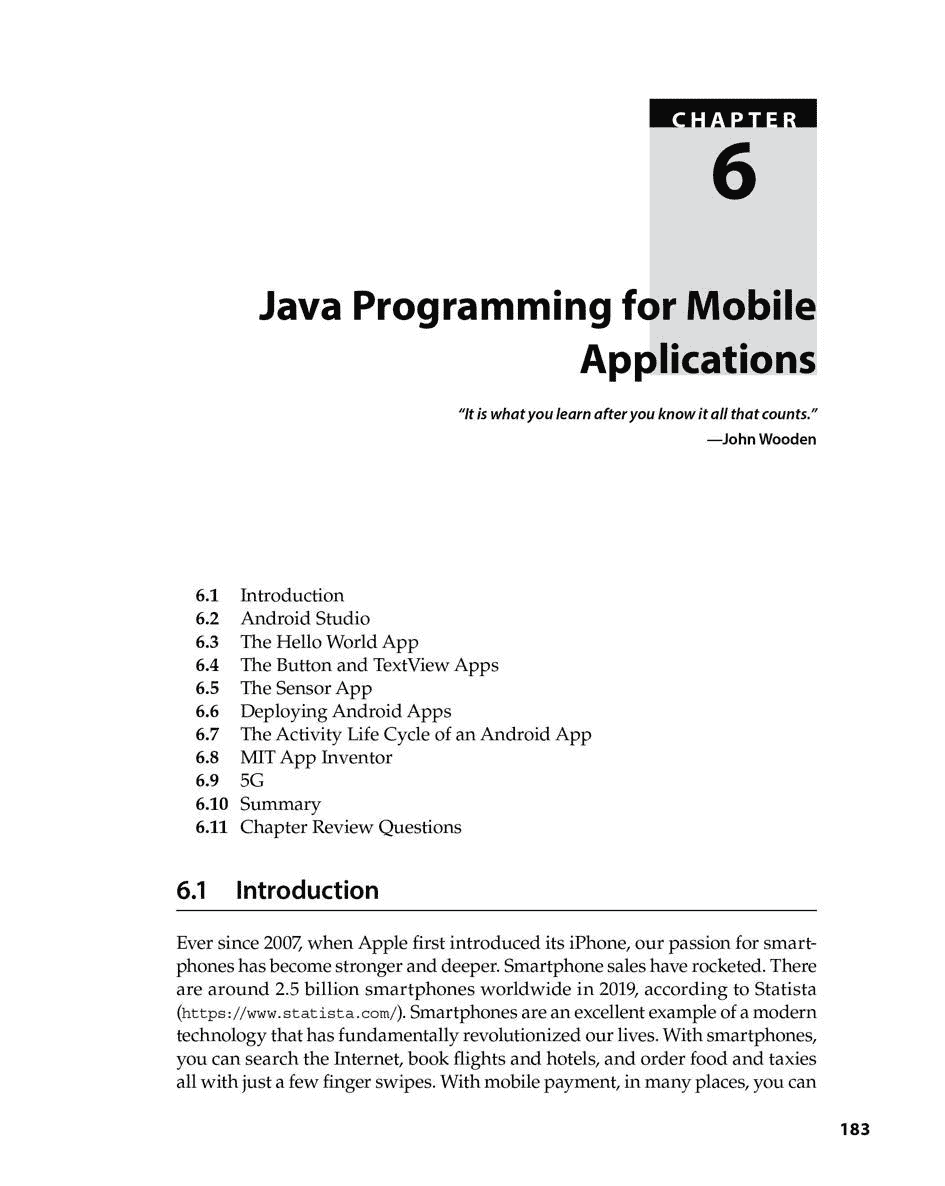 CHAPTER
6
Java Programming for Mobile
Applications
“It is what you learn after you know it all that counts.”
—John Wooden
6.1 Introduction
6.2 Android Studio
6.3 The Hello World App
6.4 The Button and TextView Apps
6.5 The Sensor App
6.6 Deploying Android Apps
6.7 The Activity Life Cycle of an Android App
6.8 MIT App Inventor
6.9 5G
6.10 Summary
6.11 Chapter Review Questions
6.1 Introduction
Ever since 2007, when Apple first introduced its iPhone, our passion for smart-
phones has become stronger and deeper. Smartphone sales have rocketed. There
are around 2.5 billion smartphones worldwide in 2019, according to Statista
(https://www.statista.com/). Smartphones are an excellent example of a modern
technology that has fundamentally revolutionized our lives. With smartphones,
you can search the Internet, book flights and hotels, and order food and taxies
all with just a few finger swipes. With mobile payment, in many places, you can
183